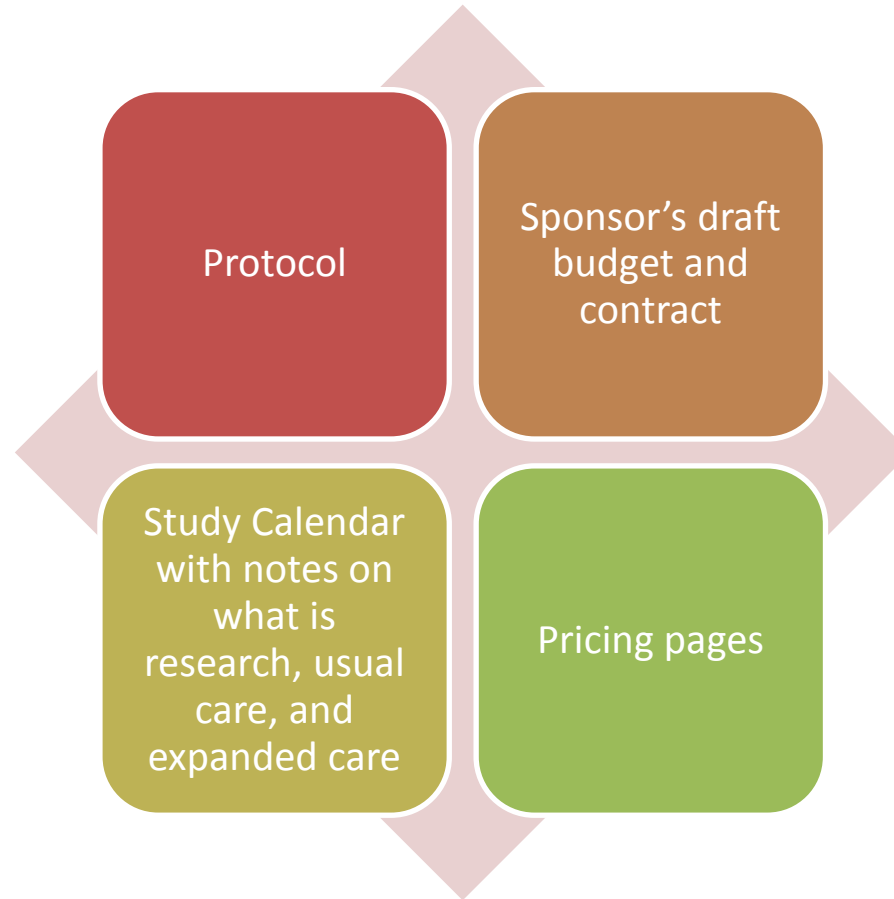 Protocol
Sponsor’s draft
budget and
contract
Study Calendar
with notes on
what is
research, usual
care, and
expanded care
Pricing pages